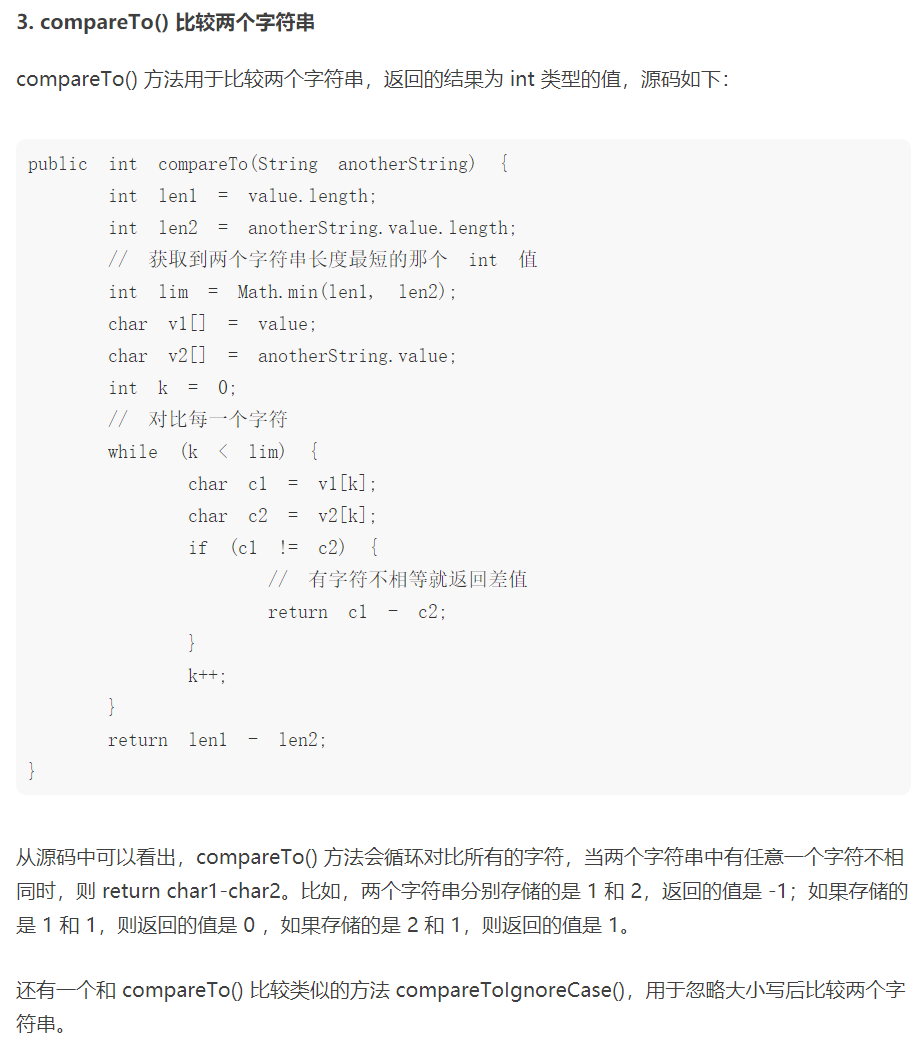 3. compareTo() 比较两个字符串
compareTo() 方法用于比较两个字符串，返回的结果为 int 类型的值，源码如下：
public int compareTo(String anotherString) {
int len1 = value.length;
int len2 = anotherString.value.length;
// 获取到两个字符串长度最短的那个 int 值
int lim = Math.min(len1, len2);
char v1[] = value;
char v2[] = anotherString.value;
int k = 0;
// 对比每一个字符
while (k < lim) {
char c1 = v1[k];
char c2 = v2[k];
if (c1 != c2) {
// 有字符不相等就返回差值
return c1 - c2;
}
k++;
}
return len1 - len2;
}
从源码中可以看出，compareTo() 方法会循环对比所有的字符，当两个字符串中有任意一个字符不相
同时，则 return char1-char2。比如，两个字符串分别存储的是 1 和 2，返回的值是 -1；如果存储的
是 1 和 1，则返回的值是 0 ，如果存储的是 2 和 1，则返回的值是 1。
还有一个和 compareTo() 比较类似的方法 compareToIgnoreCase()，用于忽略大小写后比较两个字
符串。